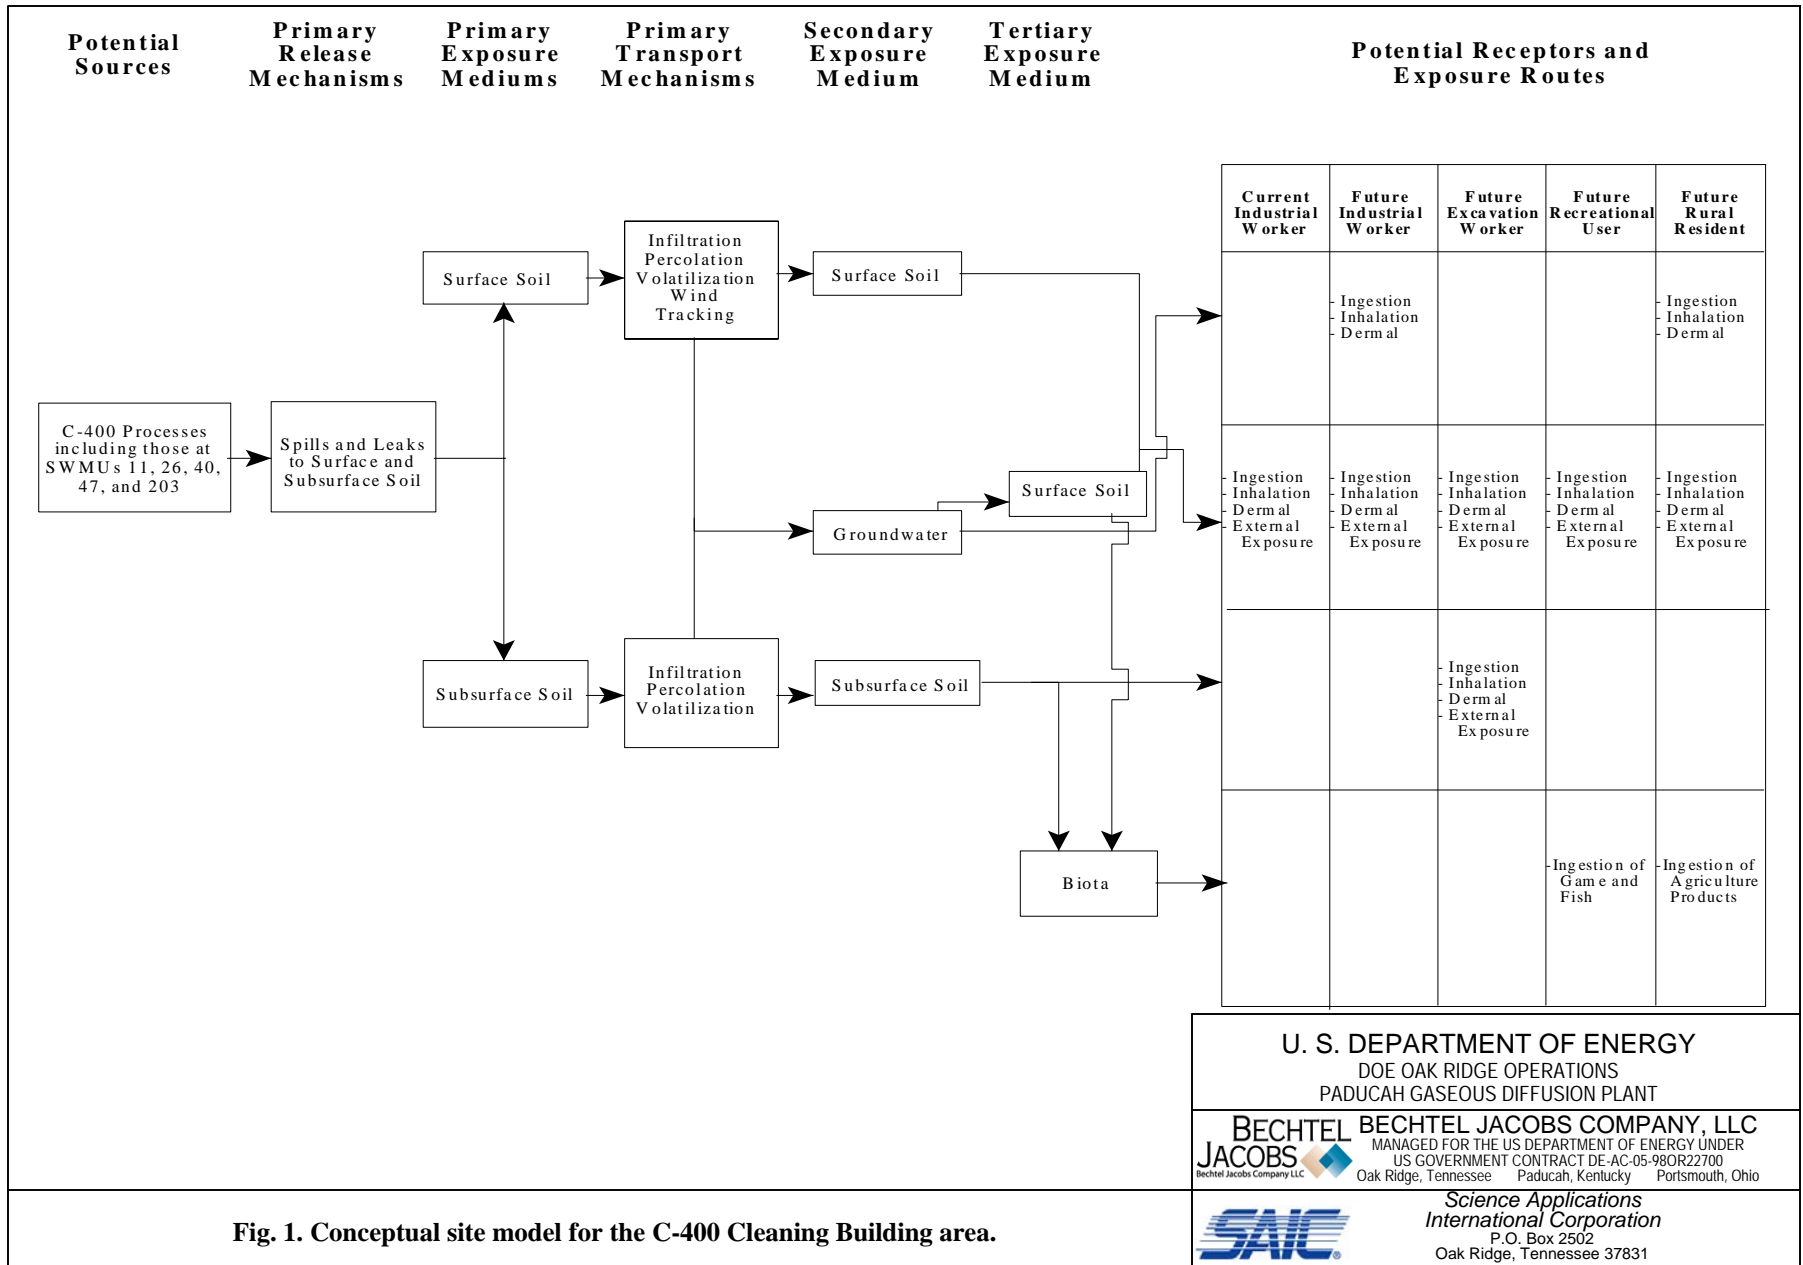 Potential
Sources
Primary
Release
Mechanisms
Primary
Exposure
Mediums
Primary
Transport
Mechanisms
Secondary
Exposure
Medium
Tertiary
Exposure
Medium
Potential Receptors and
Exposure Routes
Current
Industrial
Worker
Future
Industrial
Worker
Future
Excavation
Worker
Future
Recreational
User
Future
Rural
Resident
C-400 Processes
including those at
SWMUs 11, 26, 40,
47, and 203
Spills and Leaks
to Surface and
Subsurface Soil
Surface Soil
Infiltration
Percolation
Volatilization
Wind
Tracking
Surface Soil
Groundwater
Surface Soil
Subsurface Soil
Infiltration
Percolation
Volatilization
Subsurface Soil
Biota
- Ingestion
- Inhalation
- Dermal
- Ingestion
- Inhalation
- Dermal
- Ingestion
- Inhalation
- Dermal
- External
Exposure
- Ingestion
- Inhalation
- Dermal
- External
Exposure
- Ingestion
- Inhalation
- Dermal
- External
Exposure
- Ingestion
- Inhalation
- Dermal
- External
Exposure
- Ingestion
- Inhalation
- Dermal
- External
Exposure
- Ingestion
- Inhalation
- Dermal
- External
Exposure
-Ingestion of
Game and
Fish
-Ingestion of
Agriculture
Products
U. S. DEPARTMENT OF ENERGY
DOE OAK RIDGE OPERATIONS
PADUCAH GASEOUS DIFFUSION PLANT
BECHTEL
JACOBS
Bechtel Jacobs Company LLC
BECHTEL JACOBS COMPANY, LLC
MANAGED FOR THE US DEPARTMENT OF ENERGY UNDER
US GOVERNMENT CONTRACT DE-AC-05-98OR22700
Oak Ridge, Tennessee Paducah, Kentucky Portsmouth, Ohio
SAIC®
Science Applications
International Corporation
P.O. Box 2502
Oak Ridge, Tennessee 37831
Fig. 1. Conceptual site model for the C-400 Cleaning Building area.